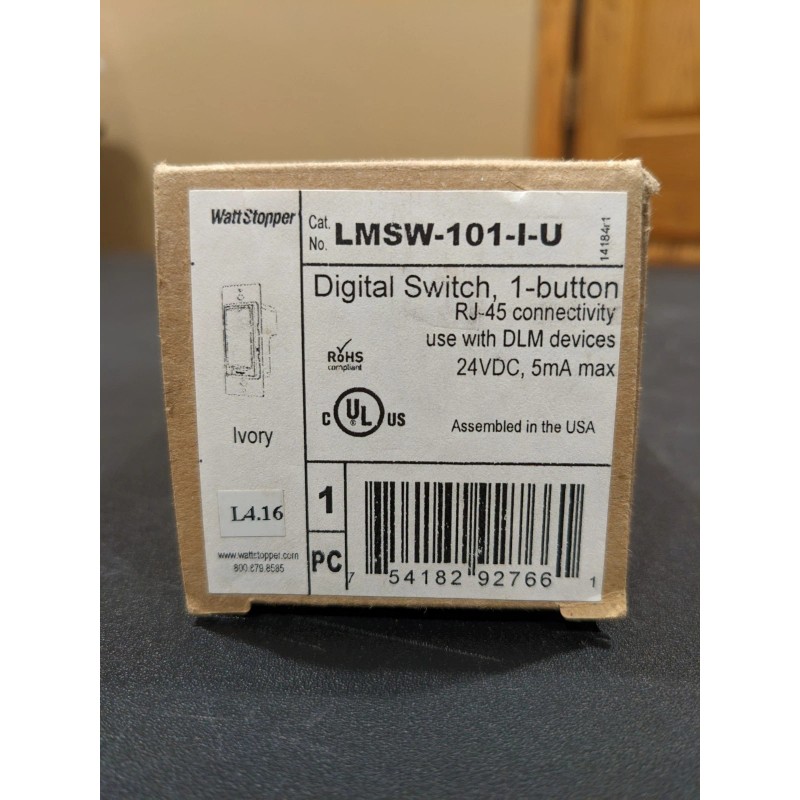 WattStopper
Cat. No. LMSW-101-I-U
14184r1
Digital Switch, 1-button
RJ-45 connectivity
use with DLM devices
24VDC, 5mA max
RoHS
compliant
C UL US
®
Assembled in the USA
Ivory
L4.16
www.wattstopper.com
800.879.8585
1
PC
7 54182 92766 1